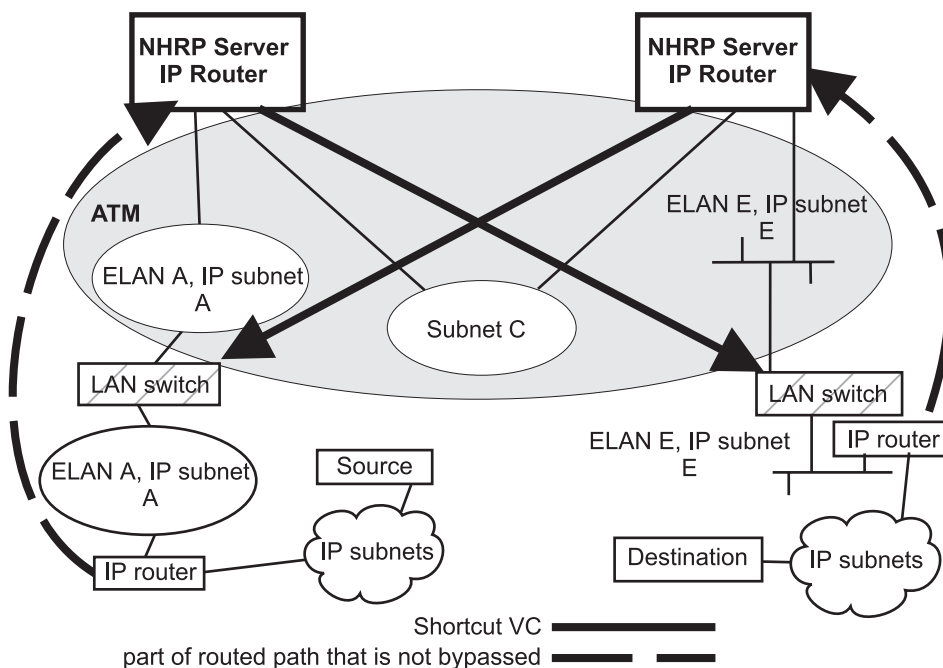 NHRP Server
IP Router
NHRP Server
IP Router
ATM
ELAN E, IP subnet
E
ELAN A, IP subnet
A
Subnet C
LAN switch
LAN switch
ELAN E, IP subnet
E
IP router
ELAN A, IP subnet
A
Source
IP subnets
IP router
Destination
IP subnets
Shortcut VC
part of routed path that is not bypassed